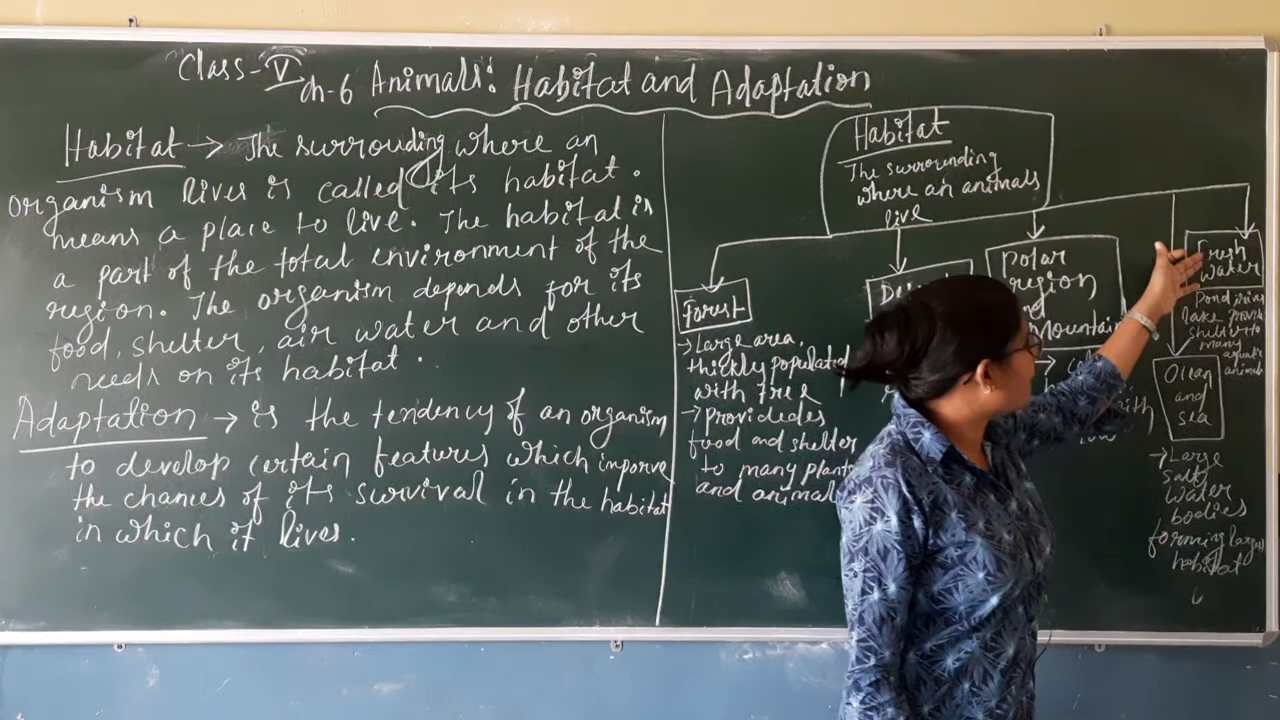 Class-V ch-6 Animals: Habitat and Adaptation
Habitat → The surrouding where an
organism lives is called its habitat.
means a place to live. The habitat is
a part of the total environment of the
region. The organism depends for its
food, shelter, air water and other
needs on its habitat.
Adaptation → is the tendency of an organism
to develop certain features which imporve
the chances of its survival in the habitat
in which it lives.
Habitat
The surrounding
where an animals
live
Forest
→ Large area,
thickly populated
with tree
→ Providedes
food and shelter
to many plants
and animal
Polar
region
and
Mountain
low
Ocean
and
sea
→ Large
Salty
water
bodies
forming larges
habitat
Fresh
water
Pond river
lake
shelter to
many
aquatic
animals